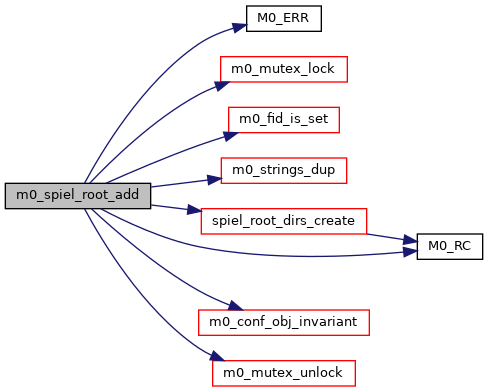 M0_ERR
m0_mutex_lock
m0_fid_is_set
m0_strings_dup
m0_spiel_root_add
spiel_root_dirs_create
M0_RC
m0_conf_obj_invariant
m0_mutex_unlock